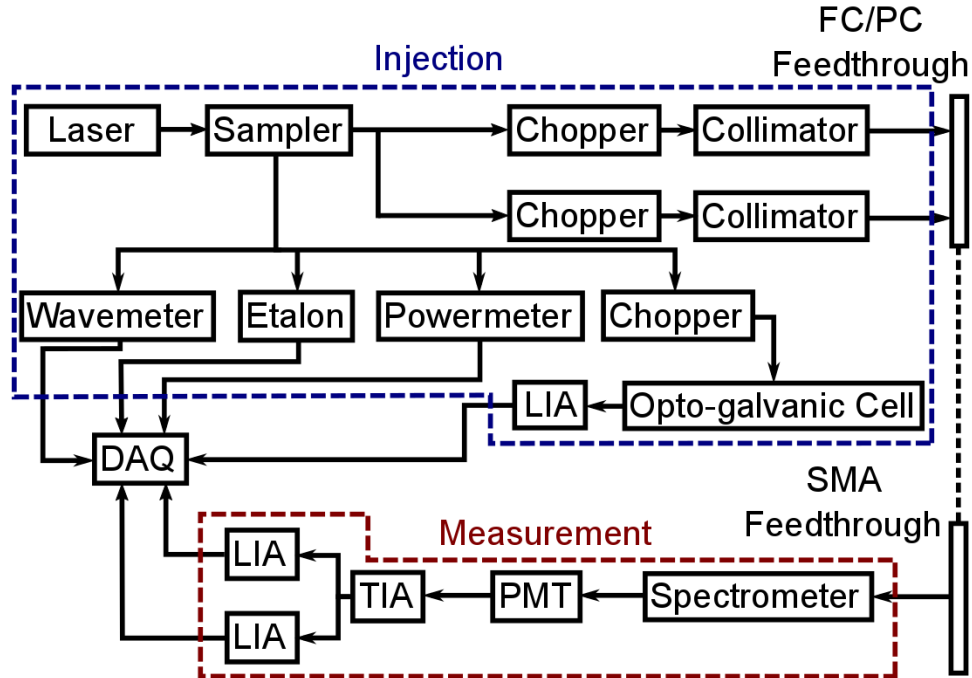 FC/PC
Feedthrough
Injection
Laser
Sampler
Chopper
Collimator
Chopper
Collimator
Wavemeter
Etalon
Powermeter
Chopper
LIA
Opto-galvanic Cell
DAQ
SMA
Feedthrough
Measurement
LIA
TIA
PMT
Spectrometer
LIA